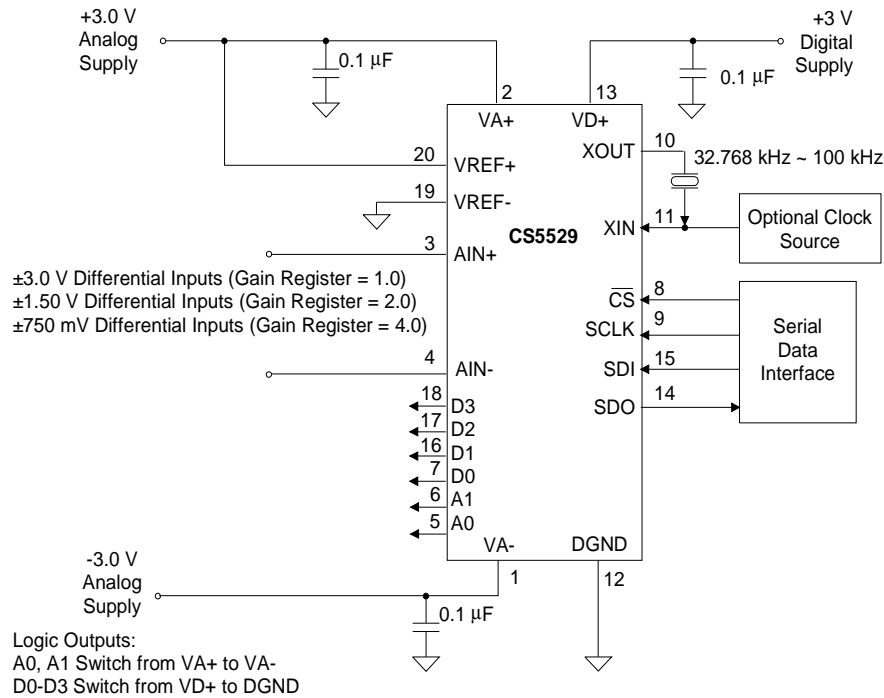 +3.0 V
Analog
Supply
+3 V
Digital
Supply
0.1 µF
0.1 µF
2
13
VA+
VD+
10
XOUT
32.768 kHz ~ 100 kHz
20
VREF+
19
VREF-
11
XIN
Optional Clock
Source
CS5529
3
AIN+
±3.0 V Differential Inputs (Gain Register = 1.0)
±1.50 V Differential Inputs (Gain Register = 2.0)
±750 mV Differential Inputs (Gain Register = 4.0)
8
CS
9
SCLK
15
SDI
14
SDO
Serial
Data
Interface
4
AIN-
18
D3
17
D2
16
D1
7
D0
6
A1
5
A0
VA-
DGND
1
12
-3.0 V
Analog
Supply
0.1 µF
Logic Outputs:
A0, A1 Switch from VA+ to VA-
D0-D3 Switch from VD+ to DGND